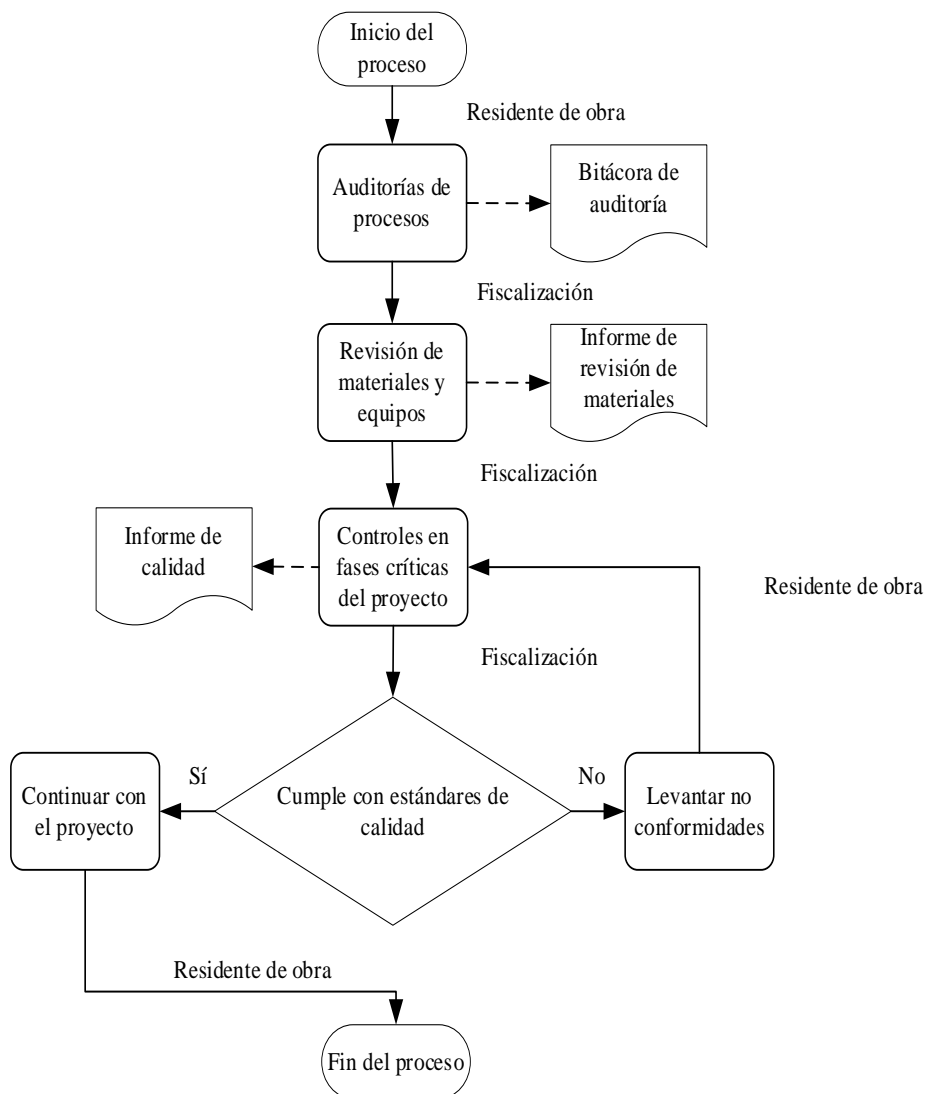 Inicio del
proceso
Residente de obra
Auditorías de
procesos
Bitácora de
auditoría
Fiscalización
Revisión de
materiales y
equipos
Informe de
revisión de
materiales
Fiscalización
Informe de
calidad
Controles en
fases críticas
del proyecto
Residente de obra
Fiscalización
Continuar con
el proyecto
Sí
Cumple con estándares de
calidad
No
Levantar no
conformidades
Residente de obra
Fin del proceso